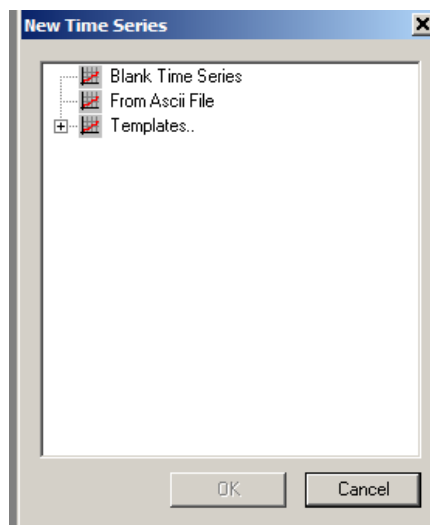 New Time Series
Blank Time Series
From Ascii File
Templates..
OK
Cancel